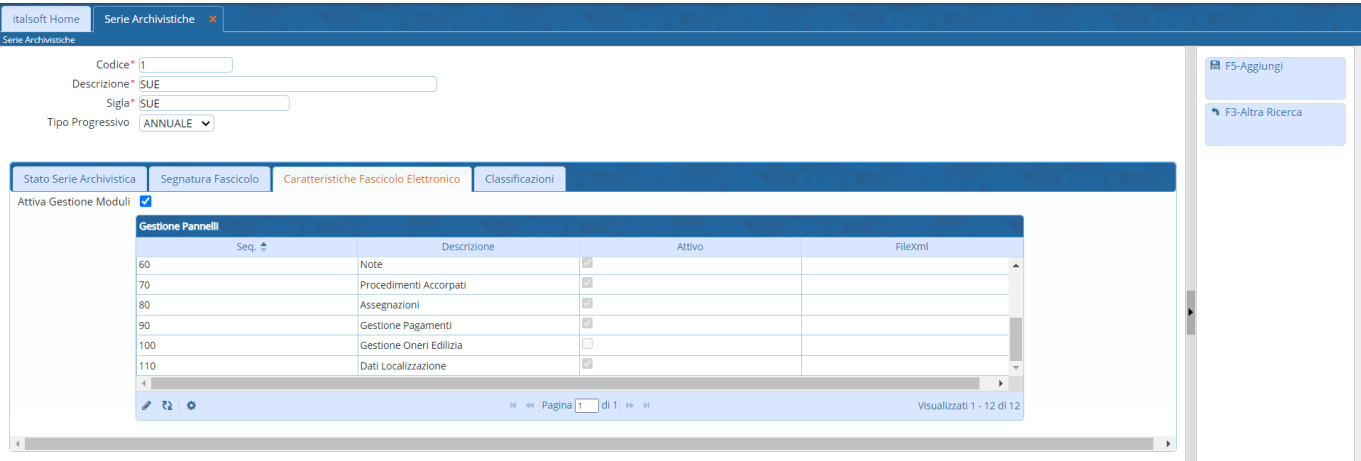 italsoft Home Serie Archivistiche ×
Serie Archivistiche
Codice* 1
Descrizione* SUE
Sigla* SUE
Tipo Progressivo ANNUALE
F5-Aggiungi
F3-Altra Ricerca
Stato Serie Archivistica Segnatura Fascicolo Caratteristiche Fascicolo Elettronico Classificazioni
Attiva Gestione Moduli
Gestione Pannelli
Seq. Descrizione Attivo FileXml
60 Note
70 Procedimenti Accorpati
80 Assegnazioni
90 Gestione Pagamenti
100 Gestione Oneri Edilizia
110 Dati Localizzazione
Pagina 1 di 1 Visualizzati 1 - 12 di 12